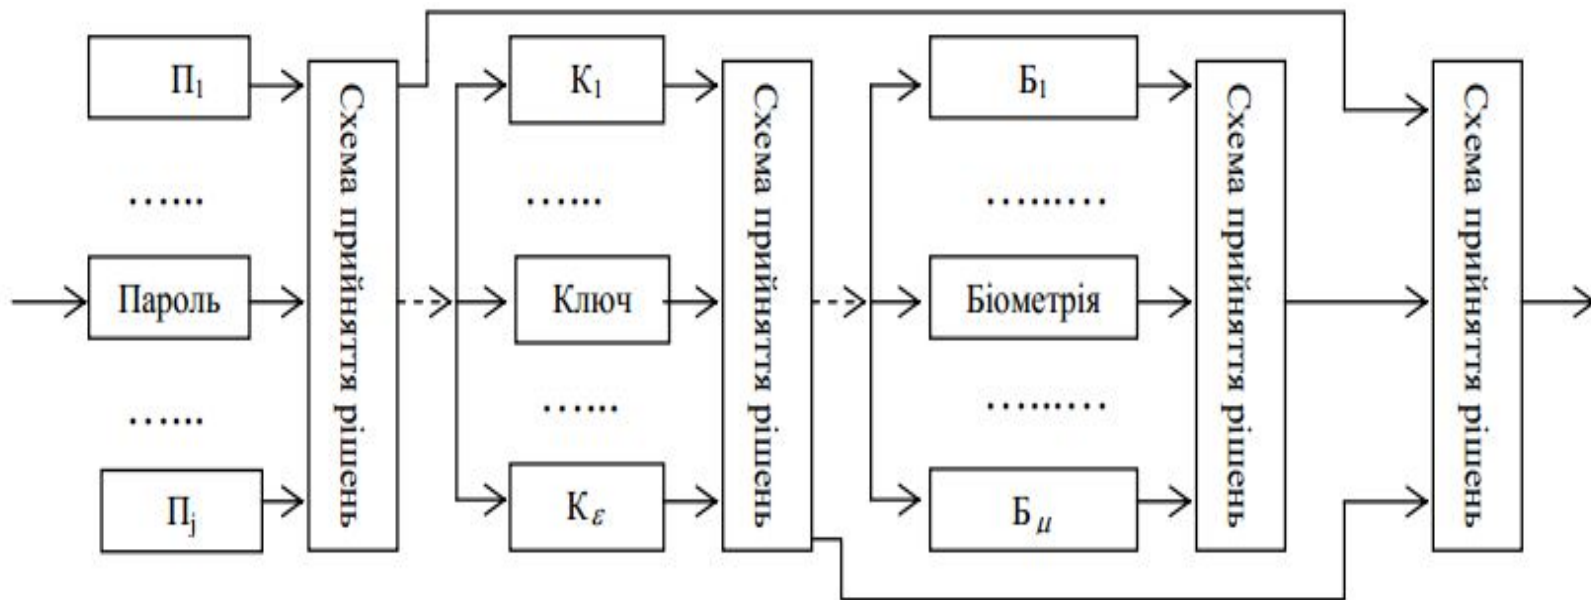 П1
......
Пароль
......
Пj
Схема прийняття рішень
К1
......
Ключ
......
Кε
Схема прийняття рішень
Б1
.........
Біометрія
.........
Бμ
Схема прийняття рішень
Схема прийняття рішень